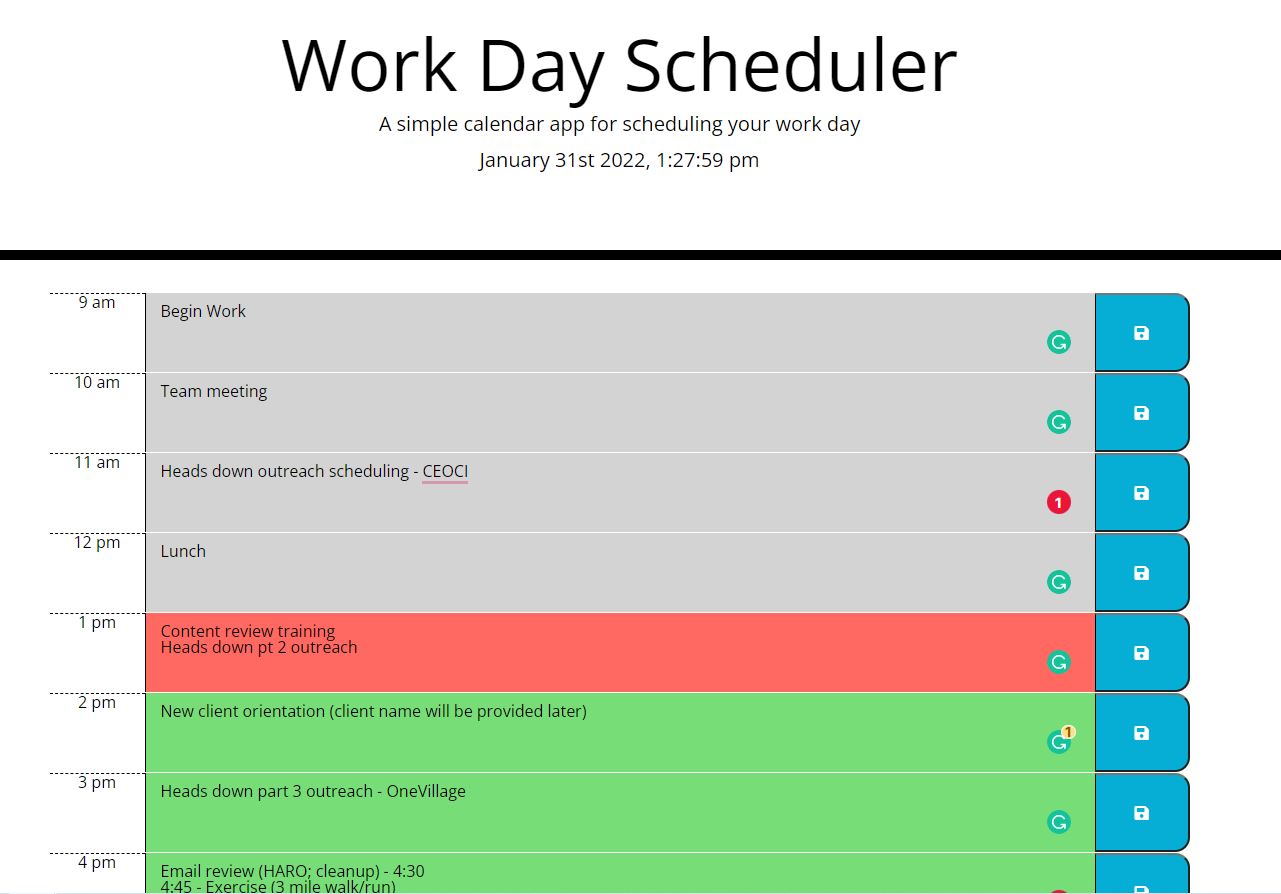 Work Day Scheduler
A simple calendar app for scheduling your work day
January 31st 2022, 1:27:59 pm
9 am
Begin Work
10 am
Team meeting
11 am
Heads down outreach scheduling - CEOCI
1
12 pm
Lunch
1 pm
Content review training
Heads down pt 2 outreach
2 pm
New client orientation (client name will be provided later)
1
3 pm
Heads down part 3 outreach - OneVillage
4 pm
Email review (HARO; cleanup) - 4:30
4:45 - Exercise (3 mile walk/run)